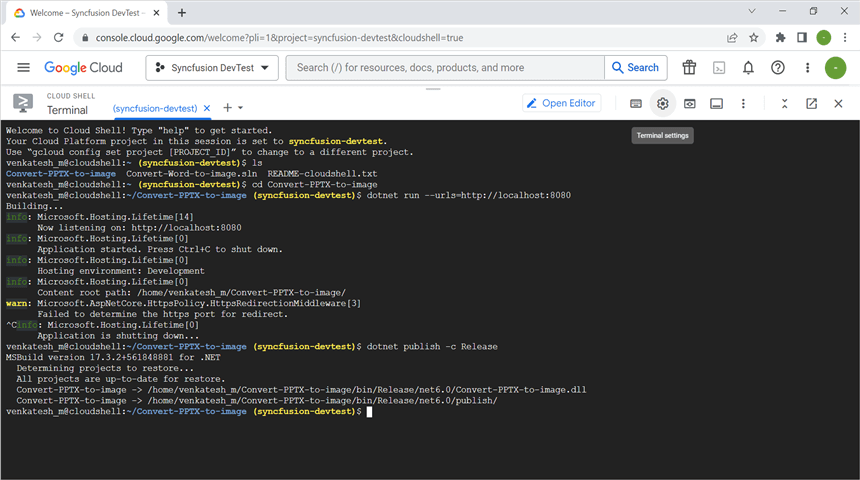 Welcome – Syncfusion DevTest –
console.cloud.google.com/welcome?pli=1&project=syncfusion-devtest&cloudshell=true
Google Cloud
Syncfusion DevTest
Search (/) for resources, docs, products, and more
Search
CLOUD SHELL
Terminal
(syncfusion-devtest)
Open Editor
Terminal settings
Welcome to Cloud Shell! Type "help" to get started.
Your Cloud Platform project in this session is set to syncfusion-devtest.
Use “gcloud config set project [PROJECT_ID]” to change to a different project.
venkatesh_m@cloudshell:~ (syncfusion-devtest)$ ls
Convert-PPTX-to-image  Convert-Word-to-image.sln  README-cloudshell.txt
venkatesh_m@cloudshell:~ (syncfusion-devtest)$ cd Convert-PPTX-to-image
venkatesh_m@cloudshell:~/Convert-PPTX-to-image (syncfusion-devtest)$ dotnet run --urls=http://localhost:8080
Building...
info: Microsoft.Hosting.Lifetime[14]
      Now listening on: http://localhost:8080
info: Microsoft.Hosting.Lifetime[0]
      Application started. Press Ctrl+C to shut down.
info: Microsoft.Hosting.Lifetime[0]
      Hosting environment: Development
info: Microsoft.Hosting.Lifetime[0]
      Content root path: /home/venkatesh_m/Convert-PPTX-to-image/
warn: Microsoft.AspNetCore.HttpsPolicy.HttpsRedirectionMiddleware[3]
      Failed to determine the https port for redirect.
^Cinfo: Microsoft.Hosting.Lifetime[0]
      Application is shutting down...
venkatesh_m@cloudshell:~/Convert-PPTX-to-image (syncfusion-devtest)$ dotnet publish -c Release
MSBuild version 17.3.2+561848881 for .NET
  Determining projects to restore...
  All projects are up-to-date for restore.
  Convert-PPTX-to-image -> /home/venkatesh_m/Convert-PPTX-to-image/bin/Release/net6.0/Convert-PPTX-to-image.dll
  Convert-PPTX-to-image -> /home/venkatesh_m/Convert-PPTX-to-image/bin/Release/net6.0/publish/
venkatesh_m@cloudshell:~/Convert-PPTX-to-image (syncfusion-devtest)$